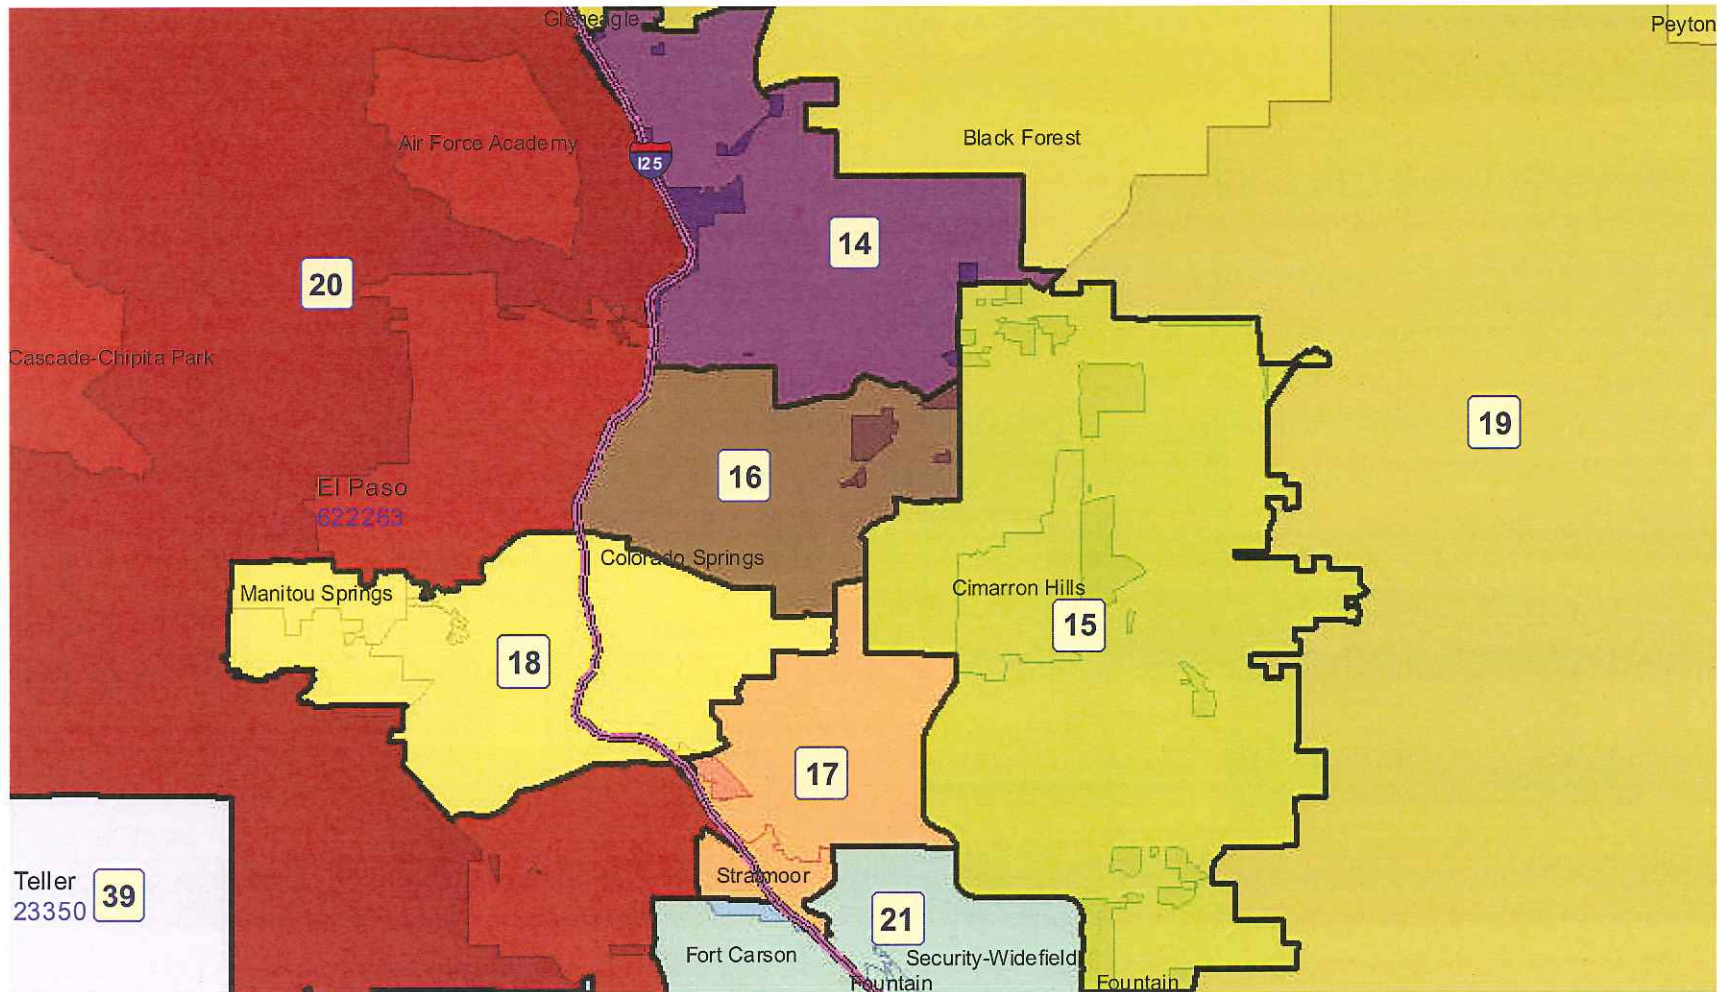 Gleneagle
Peyton
Air Force Academy
I25
Black Forest
14
20
Cascade-Chipita Park
19
16
El Paso
622263
Colorado Springs
Manitou Springs
Cimarron Hills
15
18
17
Teller
23350
39
Stratmoor
21
Fort Carson
Security-Widefield
Fountain
Fountain